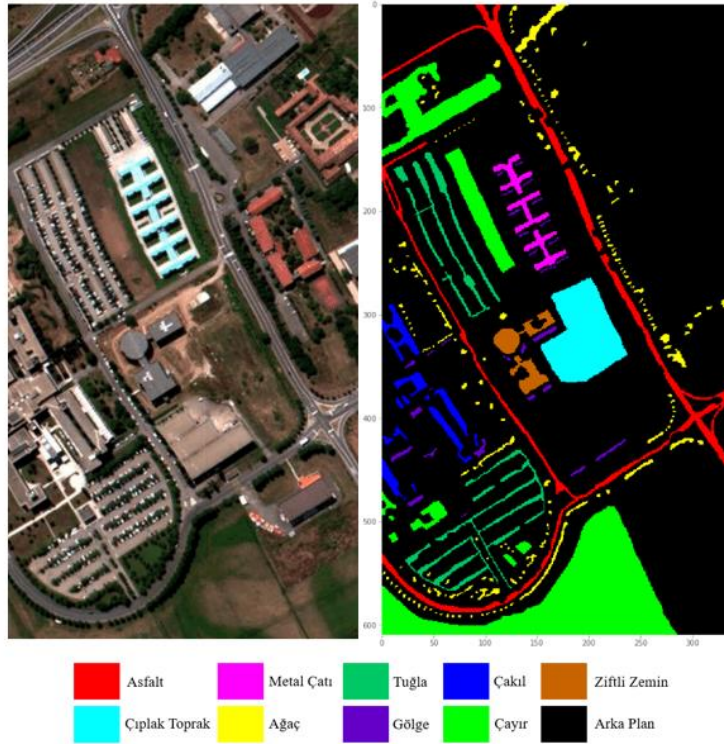 0
100
200
300
400
500
600
0 50 100 150 200 250 300
Asfalt Metal Çatı Tuğla Çakıl Ziftli Zemin
Çıplak Toprak Ağaç Gölge Çayır Arka Plan